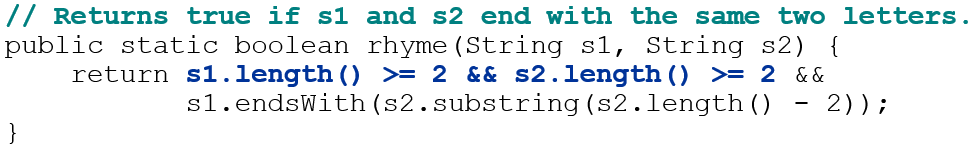 // Returns true if s1 and s2 end with the same two letters.
public static boolean rhyme(String s1, String s2) {
    return s1.length() >= 2 && s2.length() >= 2 &&
           s1.endsWith(s2.substring(s2.length() - 2));
}